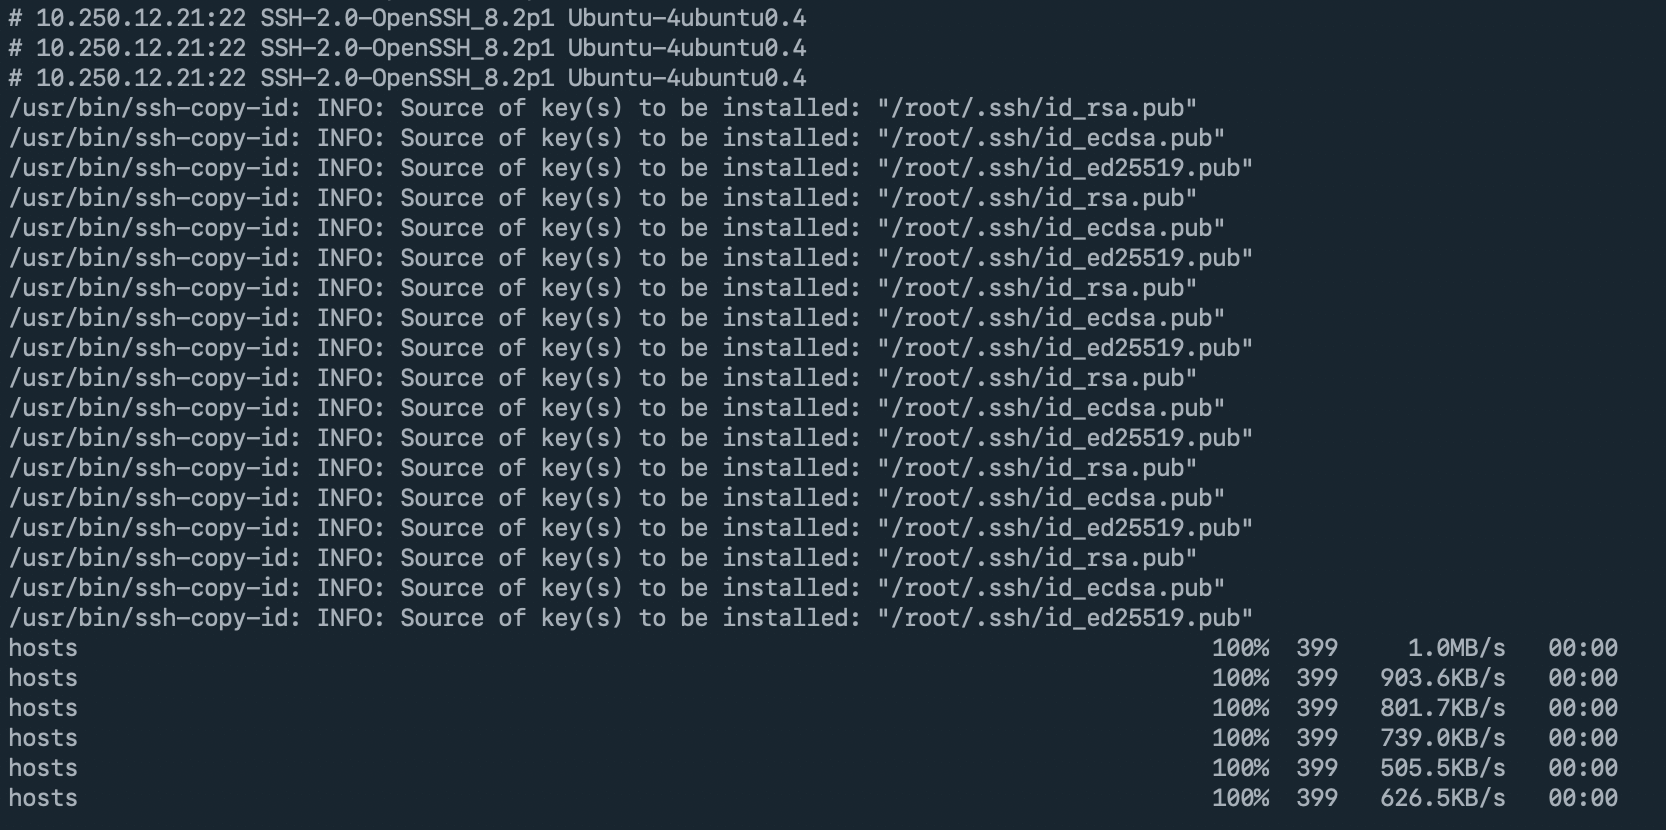 # 10.250.12.21:22 SSH-2.0-OpenSSH_8.2p1 Ubuntu-4ubuntu0.4
# 10.250.12.21:22 SSH-2.0-OpenSSH_8.2p1 Ubuntu-4ubuntu0.4
# 10.250.12.21:22 SSH-2.0-OpenSSH_8.2p1 Ubuntu-4ubuntu0.4
/usr/bin/ssh-copy-id: INFO: Source of key(s) to be installed: "/root/.ssh/id_rsa.pub"
/usr/bin/ssh-copy-id: INFO: Source of key(s) to be installed: "/root/.ssh/id_ecdsa.pub"
/usr/bin/ssh-copy-id: INFO: Source of key(s) to be installed: "/root/.ssh/id_ed25519.pub"
/usr/bin/ssh-copy-id: INFO: Source of key(s) to be installed: "/root/.ssh/id_rsa.pub"
/usr/bin/ssh-copy-id: INFO: Source of key(s) to be installed: "/root/.ssh/id_ecdsa.pub"
/usr/bin/ssh-copy-id: INFO: Source of key(s) to be installed: "/root/.ssh/id_ed25519.pub"
/usr/bin/ssh-copy-id: INFO: Source of key(s) to be installed: "/root/.ssh/id_rsa.pub"
/usr/bin/ssh-copy-id: INFO: Source of key(s) to be installed: "/root/.ssh/id_ecdsa.pub"
/usr/bin/ssh-copy-id: INFO: Source of key(s) to be installed: "/root/.ssh/id_ed25519.pub"
/usr/bin/ssh-copy-id: INFO: Source of key(s) to be installed: "/root/.ssh/id_rsa.pub"
/usr/bin/ssh-copy-id: INFO: Source of key(s) to be installed: "/root/.ssh/id_ecdsa.pub"
/usr/bin/ssh-copy-id: INFO: Source of key(s) to be installed: "/root/.ssh/id_ed25519.pub"
/usr/bin/ssh-copy-id: INFO: Source of key(s) to be installed: "/root/.ssh/id_rsa.pub"
/usr/bin/ssh-copy-id: INFO: Source of key(s) to be installed: "/root/.ssh/id_ecdsa.pub"
/usr/bin/ssh-copy-id: INFO: Source of key(s) to be installed: "/root/.ssh/id_ed25519.pub"
/usr/bin/ssh-copy-id: INFO: Source of key(s) to be installed: "/root/.ssh/id_rsa.pub"
/usr/bin/ssh-copy-id: INFO: Source of key(s) to be installed: "/root/.ssh/id_ecdsa.pub"
/usr/bin/ssh-copy-id: INFO: Source of key(s) to be installed: "/root/.ssh/id_ed25519.pub"
hosts 100% 399 1.0MB/s 00:00
hosts 100% 399 903.6KB/s 00:00
hosts 100% 399 801.7KB/s 00:00
hosts 100% 399 739.0KB/s 00:00
hosts 100% 399 505.5KB/s 00:00
hosts 100% 399 626.5KB/s 00:00